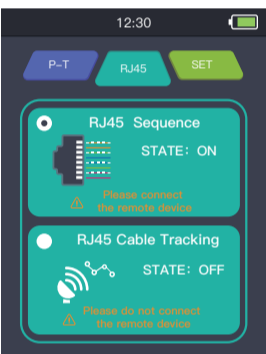 12:30
P-T RJ45 SET
RJ45 Sequence
STATE: ON
Please connect
the remote device
RJ45 Cable Tracking
STATE: OFF
Please do not connect
the remote device